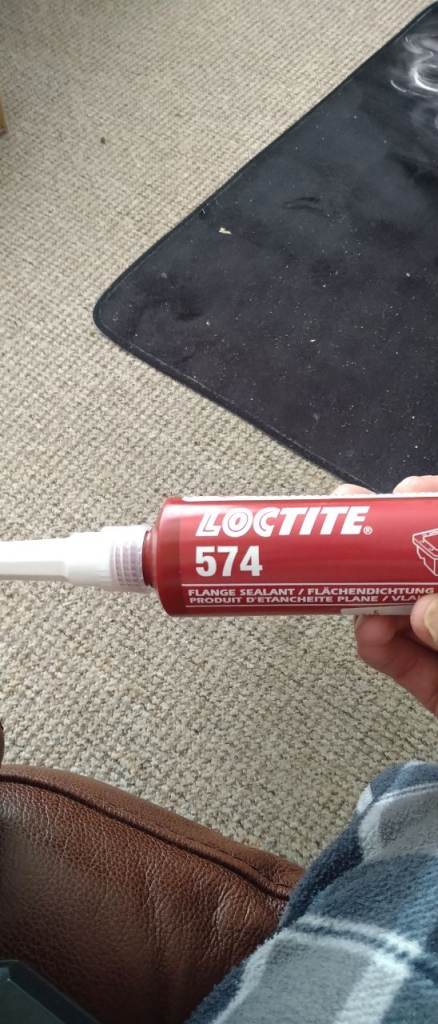 LOCTITE®
574
FLANGE SEALANT / FLÄCHENDICHTUNG
PRODUIT D'ETANCHEITE PLANE /